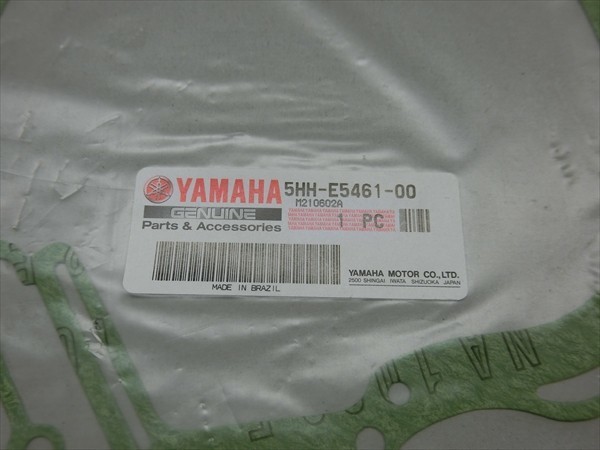 YAMAHA 5HH-E5461-00
M210602A
GENUINE
Parts & Accessories
1 PC
YAMAHA MOTOR CO.,LTD.
2500 SHINGAI IWATA SHIZUOKA JAPAN
MADE IN BRAZIL